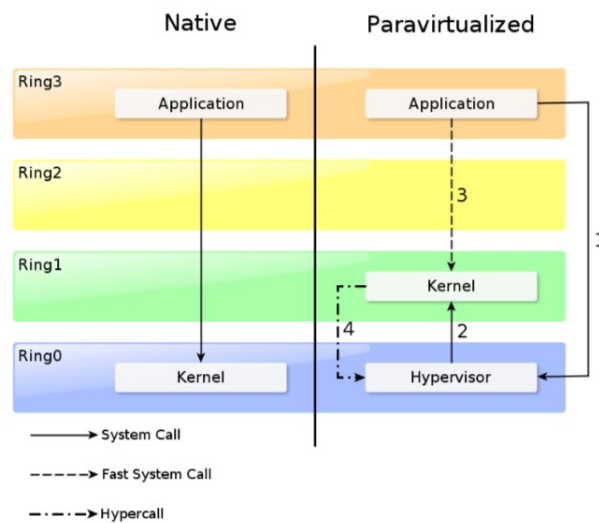 Native Paravirtualized
Ring3
Application Application
Ring2
3
1
Ring1
Kernel
4 2
Ring0
Kernel Hypervisor
System Call
Fast System Call
Hypercall